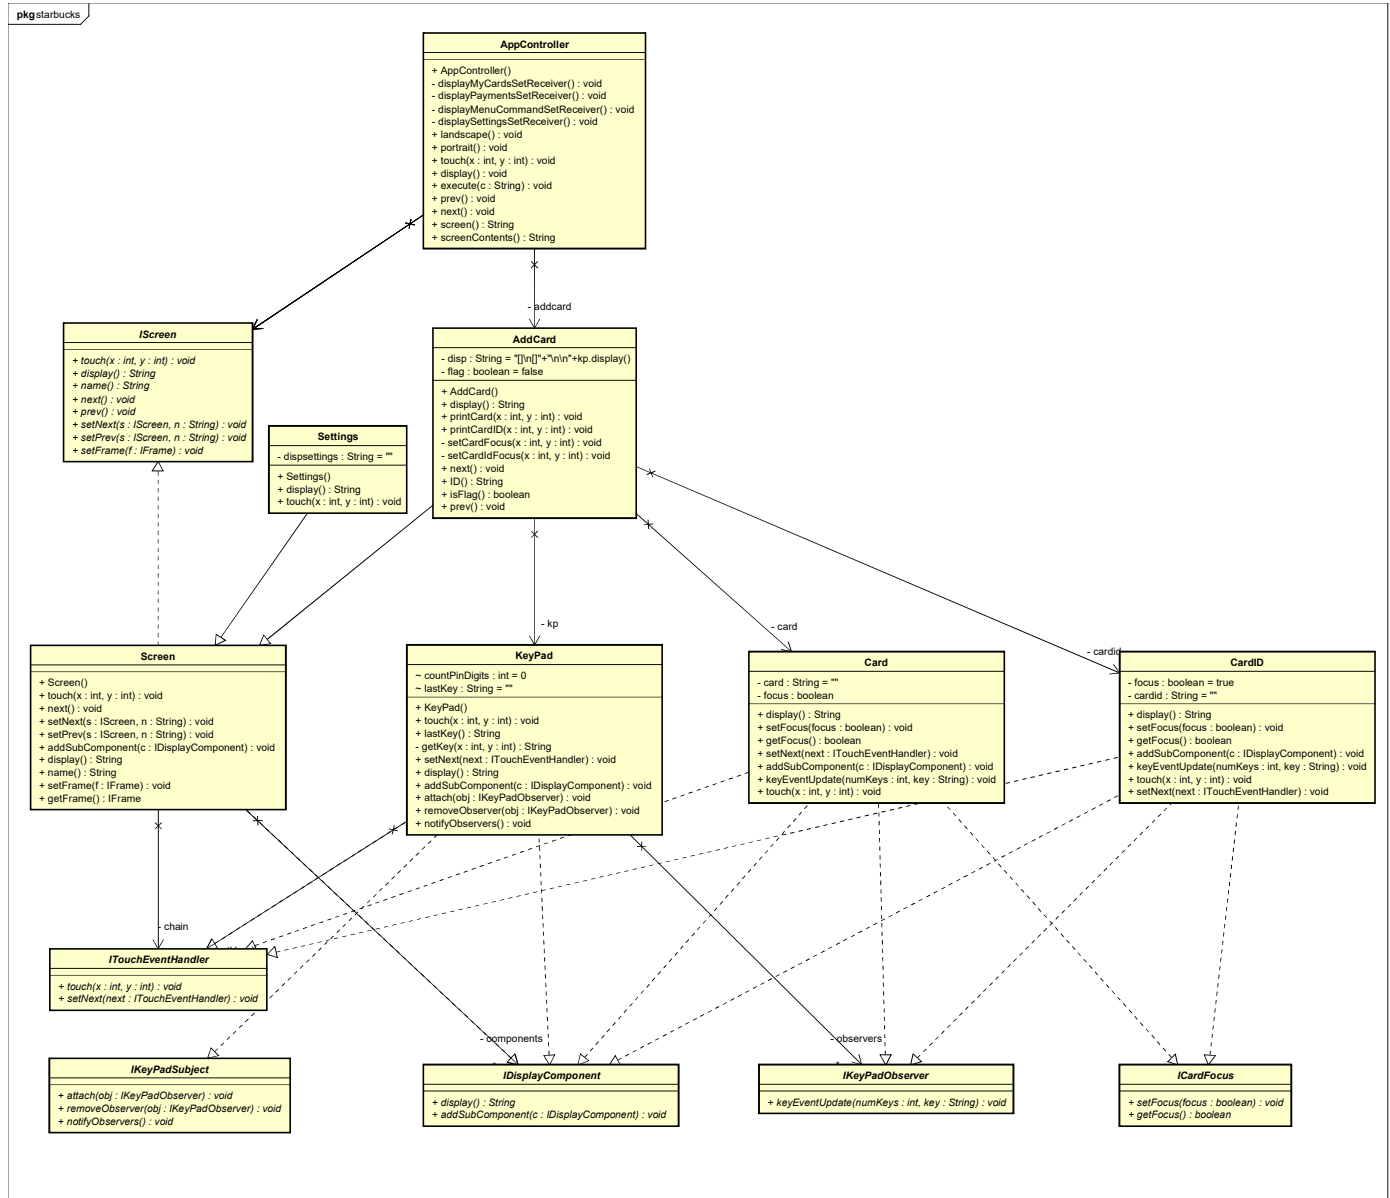 pkg starbucks
AppController
+ AppController()
- displayMyCardsSetReceiver() : void
- displayPaymentsSetReceiver() : void
- displayMenuCommandSetReceiver() : void
- displaySettingsSetReceiver() : void
+ landscape() : void
+ portrait() : void
+ touch(x : int, y : int) : void
+ display() : void
+ execute(c : String) : void
+ prev() : void
+ next() : void
+ screen() : String
+ screenContents() : String
- addcard
IScreen
+ touch(x : int, y : int) : void
+ display() : String
+ name() : String
+ next() : void
+ prev() : void
+ setNext(s : IScreen, n : String) : void
+ setPrev(s : IScreen, n : String) : void
+ setFrame(f : IFrame) : void
AddCard
- disp : String = "[]\n[]"+"\n\n"+kp.display()
- flag : boolean = false
+ AddCard()
+ display() : String
+ printCard(x : int, y : int) : void
+ printCardID(x : int, y : int) : void
- setCardFocus(x : int, y : int) : void
- setCardIdFocus(x : int, y : int) : void
+ next() : void
+ ID() : String
+ isFlag() : boolean
+ prev() : void
Settings
- dispsettings : String = ""
+ Settings()
+ display() : String
+ touch(x : int, y : int) : void
- kp
- card
- cardid
Screen
+ Screen()
+ touch(x : int, y : int) : void
+ next() : void
+ setNext(s : IScreen, n : String) : void
+ setPrev(s : IScreen, n : String) : void
+ addSubComponent(c : IDisplayComponent) : void
+ display() : String
+ name() : String
+ setFrame(f : IFrame) : void
+ getFrame() : IFrame
KeyPad
~ countPinDigits : int = 0
~ lastKey : String = ""
+ KeyPad()
+ touch(x : int, y : int) : void
+ lastKey() : String
- getKey(x : int, y : int) : String
+ setNext(next : ITouchEventHandler) : void
+ display() : String
+ addSubComponent(c : IDisplayComponent) : void
+ attach(obj : IKeyPadObserver) : void
+ removeObserver(obj : IKeyPadObserver) : void
+ notifyObservers() : void
Card
- card : String = ""
- focus : boolean
+ display() : String
+ setFocus(focus : boolean) : void
+ getFocus() : boolean
+ setNext(next : ITouchEventHandler) : void
+ addSubComponent(c : IDisplayComponent) : void
+ keyEventUpdate(numKeys : int, key : String) : void
+ touch(x : int, y : int) : void
CardID
- focus : boolean = true
- cardid : String = ""
+ display() : String
+ setFocus(focus : boolean) : void
+ getFocus() : boolean
+ addSubComponent(c : IDisplayComponent) : void
+ keyEventUpdate(numKeys : int, key : String) : void
+ touch(x : int, y : int) : void
+ setNext(next : ITouchEventHandler) : void
- chain
ITouchEventHandler
+ touch(x : int, y : int) : void
+ setNext(next : ITouchEventHandler) : void
- components
- observers
IKeyPadSubject
+ attach(obj : IKeyPadObserver) : void
+ removeObserver(obj : IKeyPadObserver) : void
+ notifyObservers() : void
IDisplayComponent
+ display() : String
+ addSubComponent(c : IDisplayComponent) : void
IKeyPadObserver
+ keyEventUpdate(numKeys : int, key : String) : void
ICardFocus
+ setFocus(focus : boolean) : void
+ getFocus() : boolean